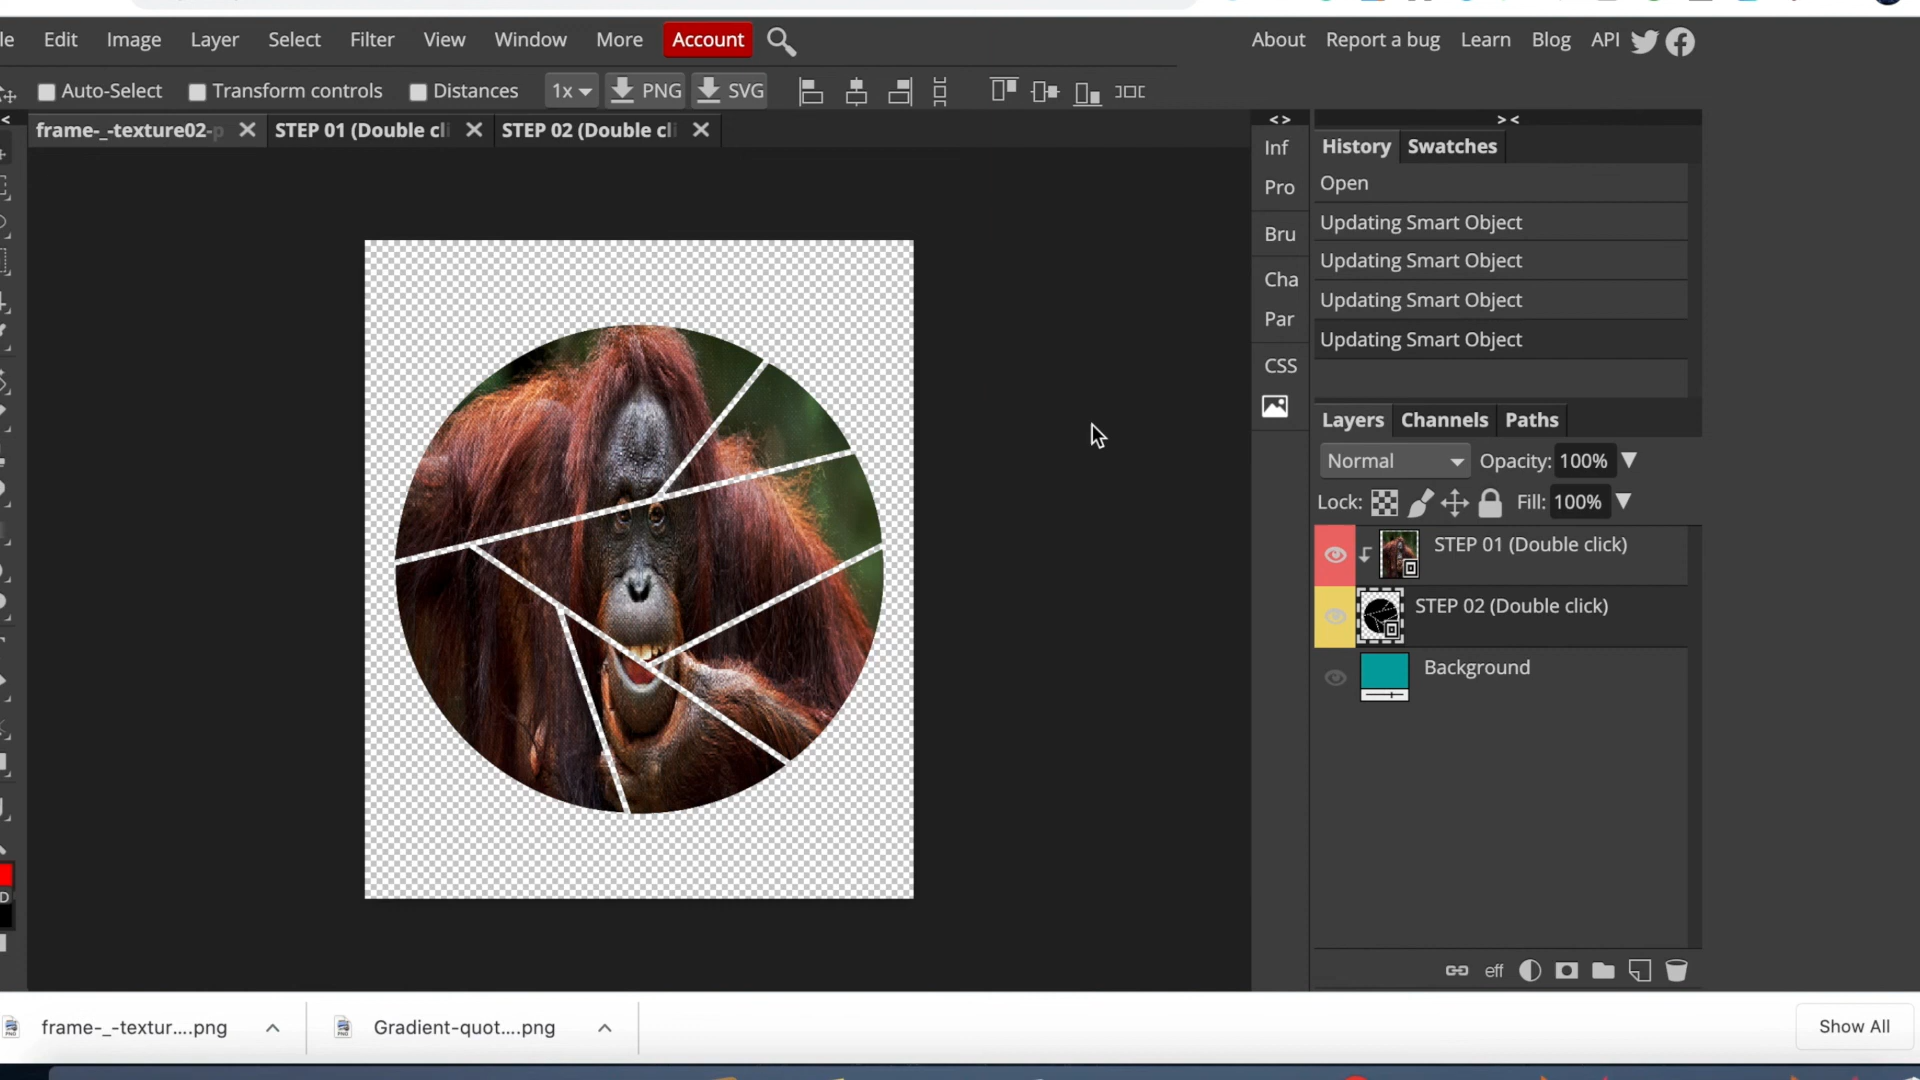 le Edit Image Layer Select Filter View Window More Account About Report a bug Learn Blog API
Auto-Select Transform controls Distances 1x PNG SVG
frame-_-texture02-p STEP 01 (Double cli STEP 02 (Double cli
< > > <
Inf
Pro
Bru
Cha
Par
CSS
History Swatches
Open
Updating Smart Object
Updating Smart Object
Updating Smart Object
Updating Smart Object
Layers Channels Paths
Normal Opacity: 100%
Lock: Fill: 100%
STEP 01 (Double click)
STEP 02 (Double click)
Background
eff
D
frame-_-textur....png Gradient-quot....png Show All